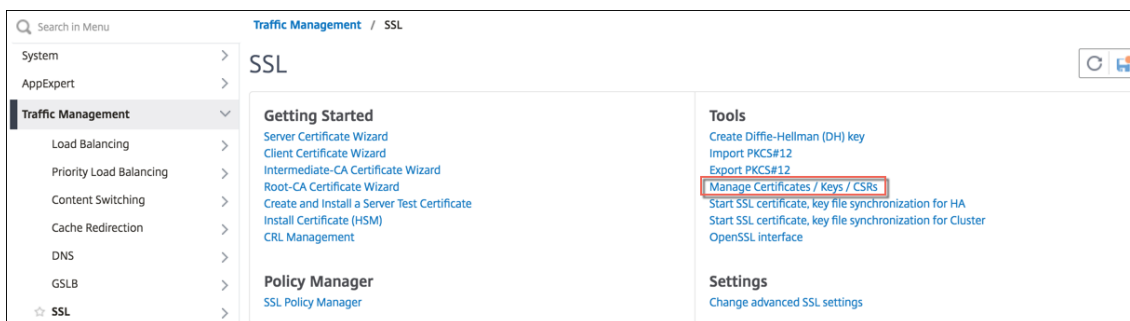 Search in Menu
System
AppExpert
Traffic Management
Load Balancing
Priority Load Balancing
Content Switching
Cache Redirection
DNS
GSLB
SSL
Traffic Management / SSL
SSL
Getting Started
Server Certificate Wizard
Client Certificate Wizard
Intermediate-CA Certificate Wizard
Root-CA Certificate Wizard
Create and Install a Server Test Certificate
Install Certificate (HSM)
CRL Management
Policy Manager
SSL Policy Manager
Tools
Create Diffie-Hellman (DH) key
Import PKCS#12
Export PKCS#12
Manage Certificates / Keys / CSRs
Start SSL certificate, key file synchronization for HA
Start SSL certificate, key file synchronization for Cluster
OpenSSL interface
Settings
Change advanced SSL settings